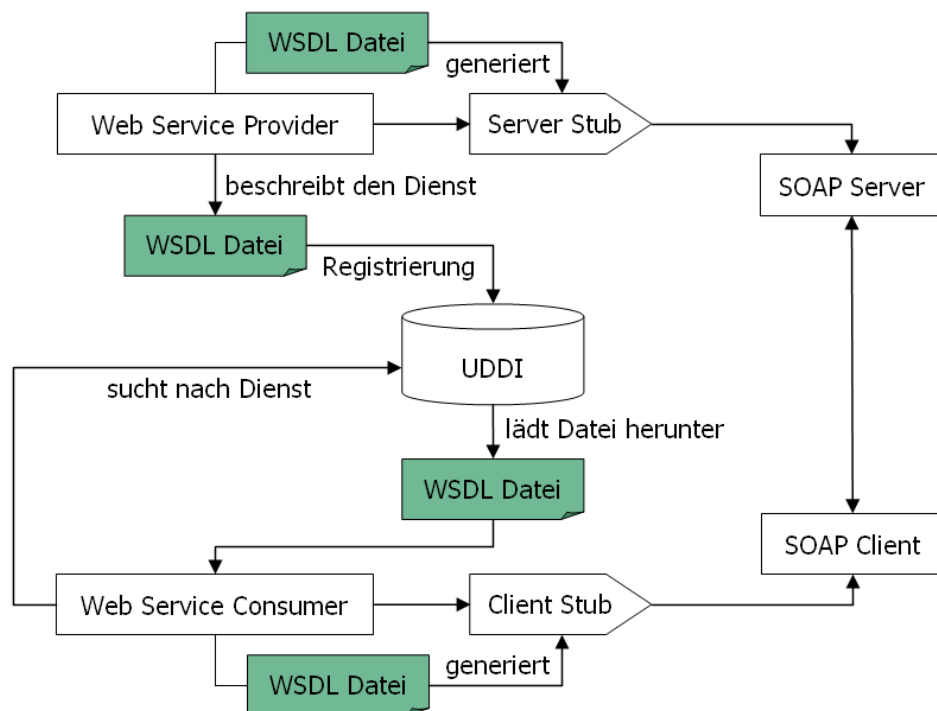 WSDL Datei
generiert
Web Service Provider
Server Stub
SOAP Server
beschreibt den Dienst
WSDL Datei
Registrierung
UDDI
sucht nach Dienst
lädt Datei herunter
WSDL Datei
SOAP Client
Web Service Consumer
Client Stub
generiert
WSDL Datei